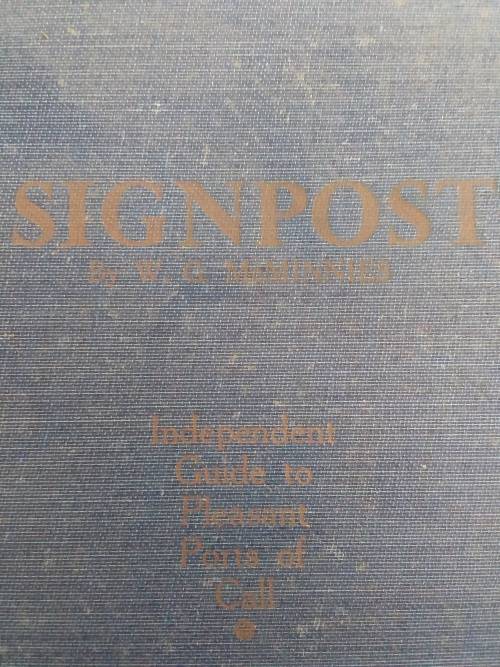 SIGNPOST
By W. G. McMINNIES
Independent
Guide to
Pleasant
Ports of
Call